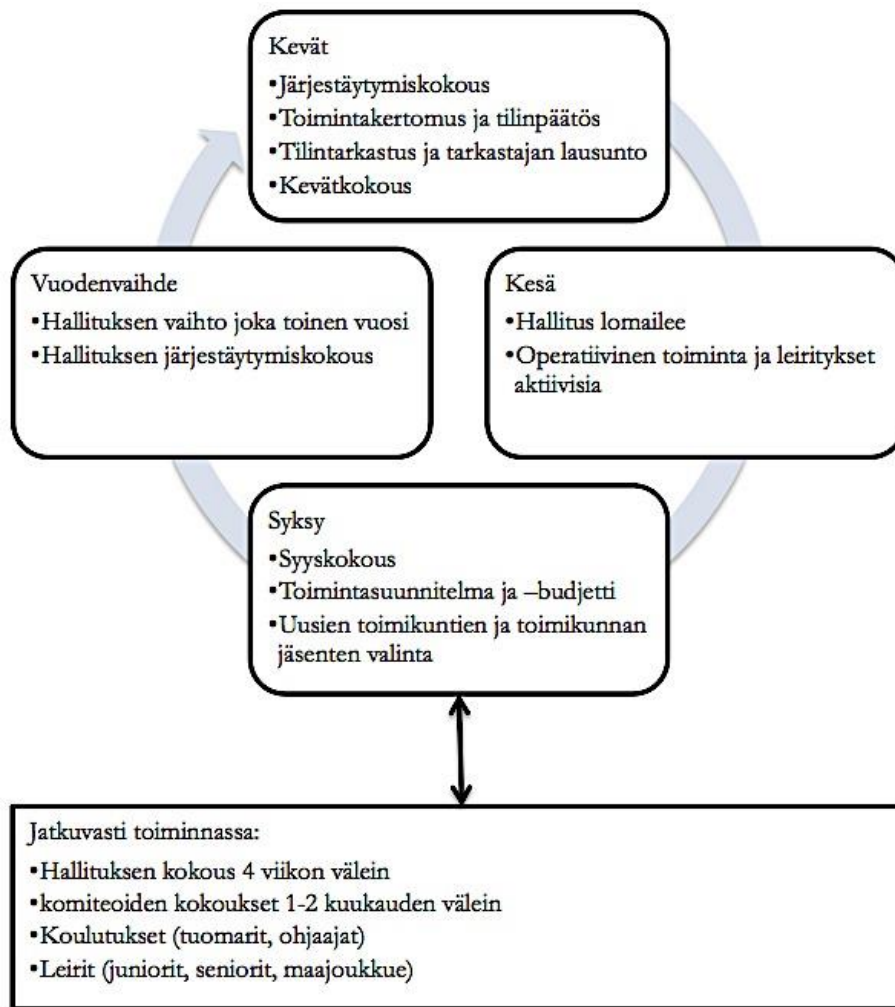 Kevät
▪Järjestäytymiskokous
▪Toimintakertomus ja tilinpäätös
▪Tilintarkastus ja tarkastajan lausunto
▪Kevätkokous
Vuodenvaihde
▪Hallituksen vaihto joka toinen vuosi
▪Hallituksen järjestäytymiskokous
Kesä
▪Hallitus lomailee
▪Operatiivinen toiminta ja leiritykset
aktiivisia
Syksy
▪Syyskokous
▪Toimintasuunnitelma ja –budjetti
▪Uusien toimikuntien ja toimikunnan
jäsenten valinta
Jatkuvasti toiminnassa:
▪Hallituksen kokous 4 viikon välein
▪komiteoiden kokoukset 1-2 kuukauden välein
▪Koulutukset (tuomarit, ohjaajat)
▪Leirit (juniorit, seniorit, maajoukkue)